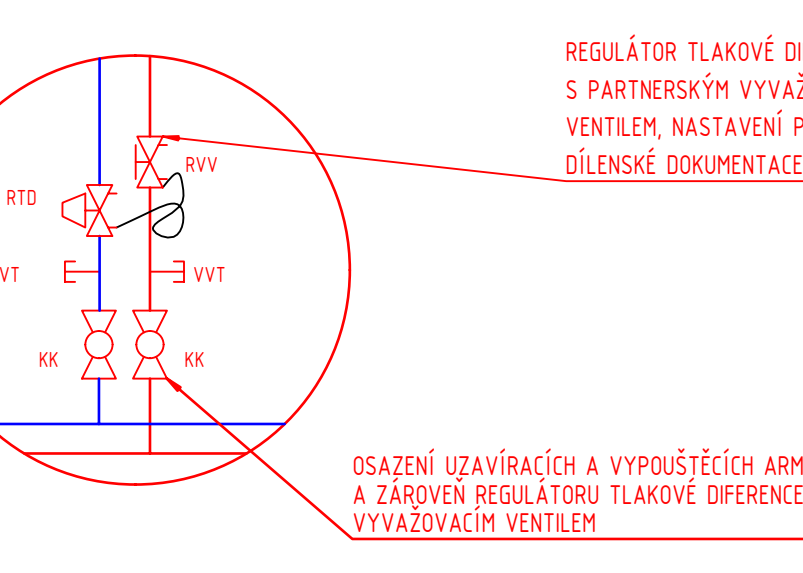 REGULÁTOR TLAKOVÉ DI
S PARTNERSKÝM VYVAŽ
VENTILEM, NASTAVENÍ P
DÍLENSKÉ DOKUMENTACE
RVV
RTD
VT
VVT
KK
KK
OSAZENÍ UZAVÍRACÍCH A VYPOUŠTĚCÍCH ARM
A ZÁROVEŇ REGULÁTORU TLAKOVÉ DIFERENCE
VYVAŽOVACÍM VENTILEM